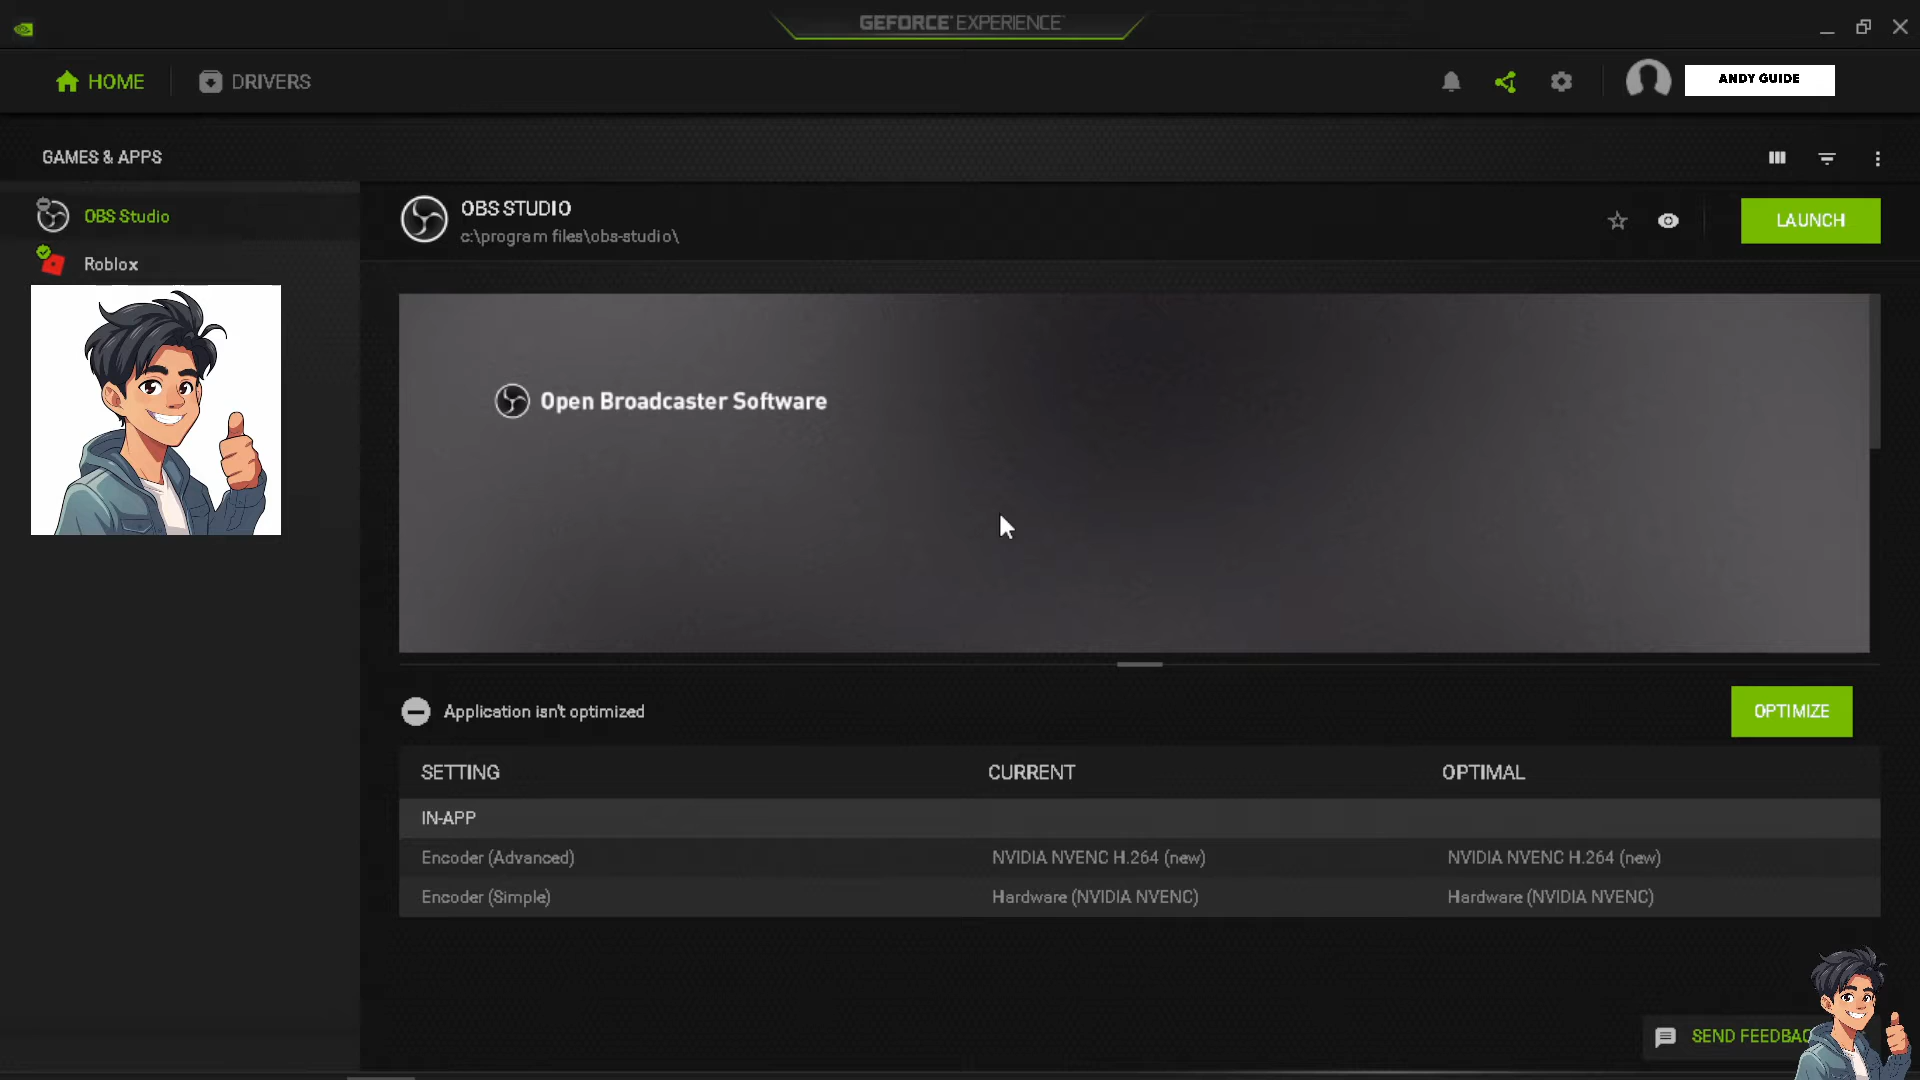 GEFORCE EXPERIENCE
HOME
DRIVERS
ANDY GUIDE
GAMES & APPS
OBS Studio
Roblox
OBS STUDIO
c:\program files\obs-studio\
LAUNCH
Open Broadcaster Software
Application isn't optimized
OPTIMIZE
SETTING CURRENT OPTIMAL
IN-APP
Encoder (Advanced) NVIDIA NVENC H.264 (new) NVIDIA NVENC H.264 (new)
Encoder (Simple) Hardware (NVIDIA NVENC) Hardware (NVIDIA NVENC)
SEND FEEDBAC